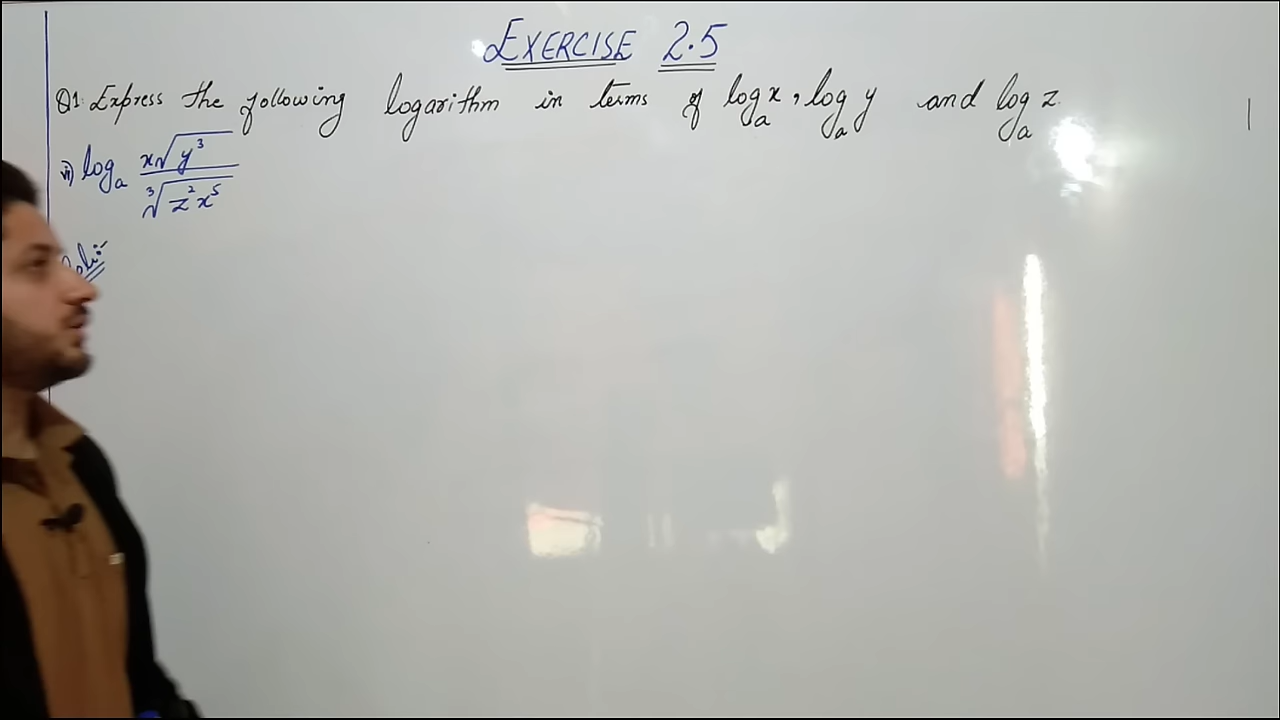 EXERCISE 2.5
Q1. Express the following logarithm in terms of logₐx, logₐy and logₐz.
vi) logₐ x√y³ / ∛z²x⁵
Solu:-